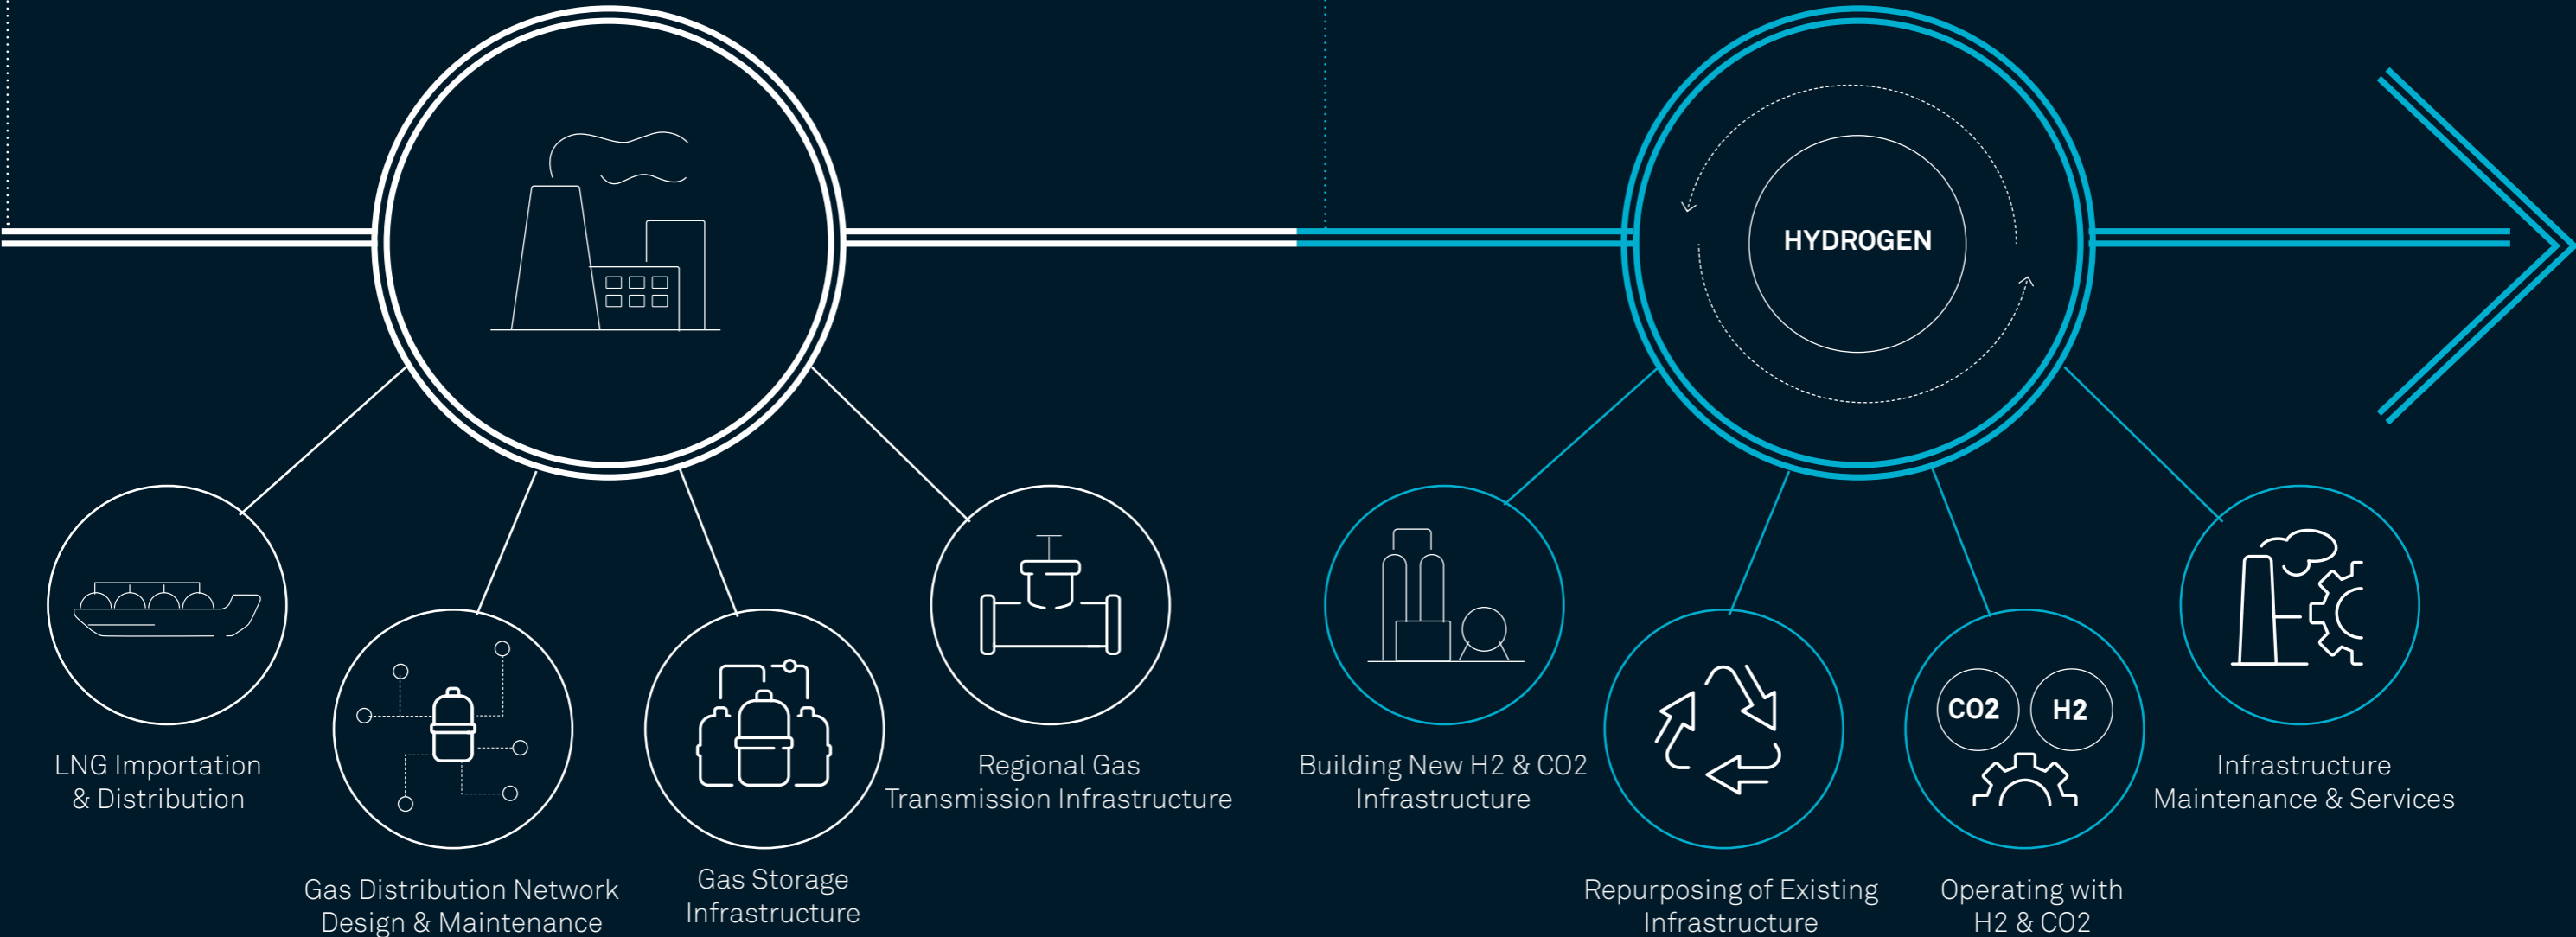 HYDROGEN
LNG Importation
& Distribution
Gas Distribution Network
Design & Maintenance
Gas Storage
Infrastructure
Regional Gas
Transmission Infrastructure
Building New H2 & CO2
Infrastructure
Repurposing of Existing
Infrastructure
CO2
H2
Operating with
H2 & CO2
Infrastructure
Maintenance & Services